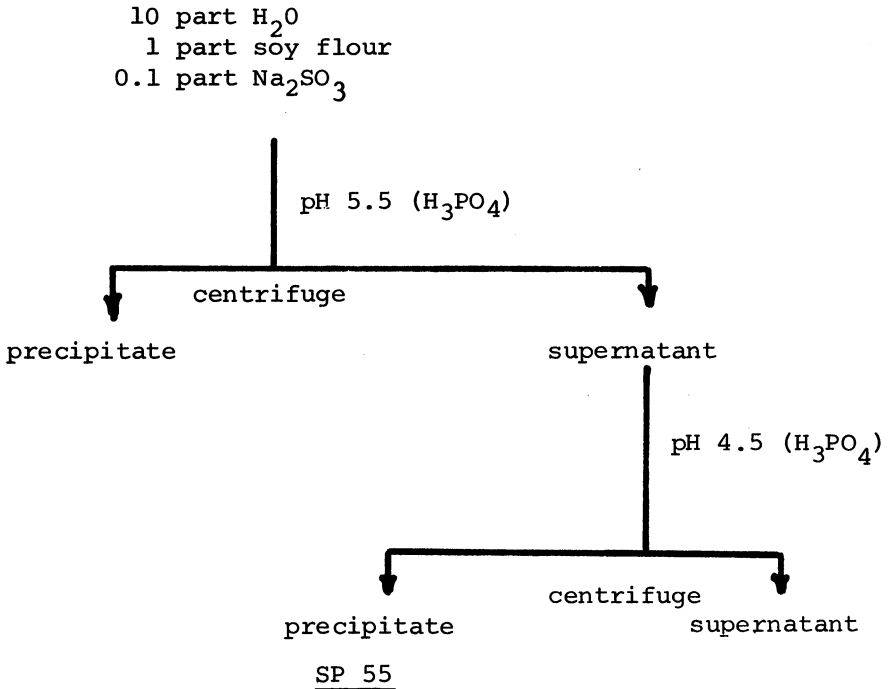 10 part H₂O
1 part soy flour
0.1 part Na₂SO₃
pH 5.5 (H₃PO₄)
centrifuge
precipitate
supernatant
pH 4.5 (H₃PO₄)
centrifuge
precipitate
supernatant
SP 55